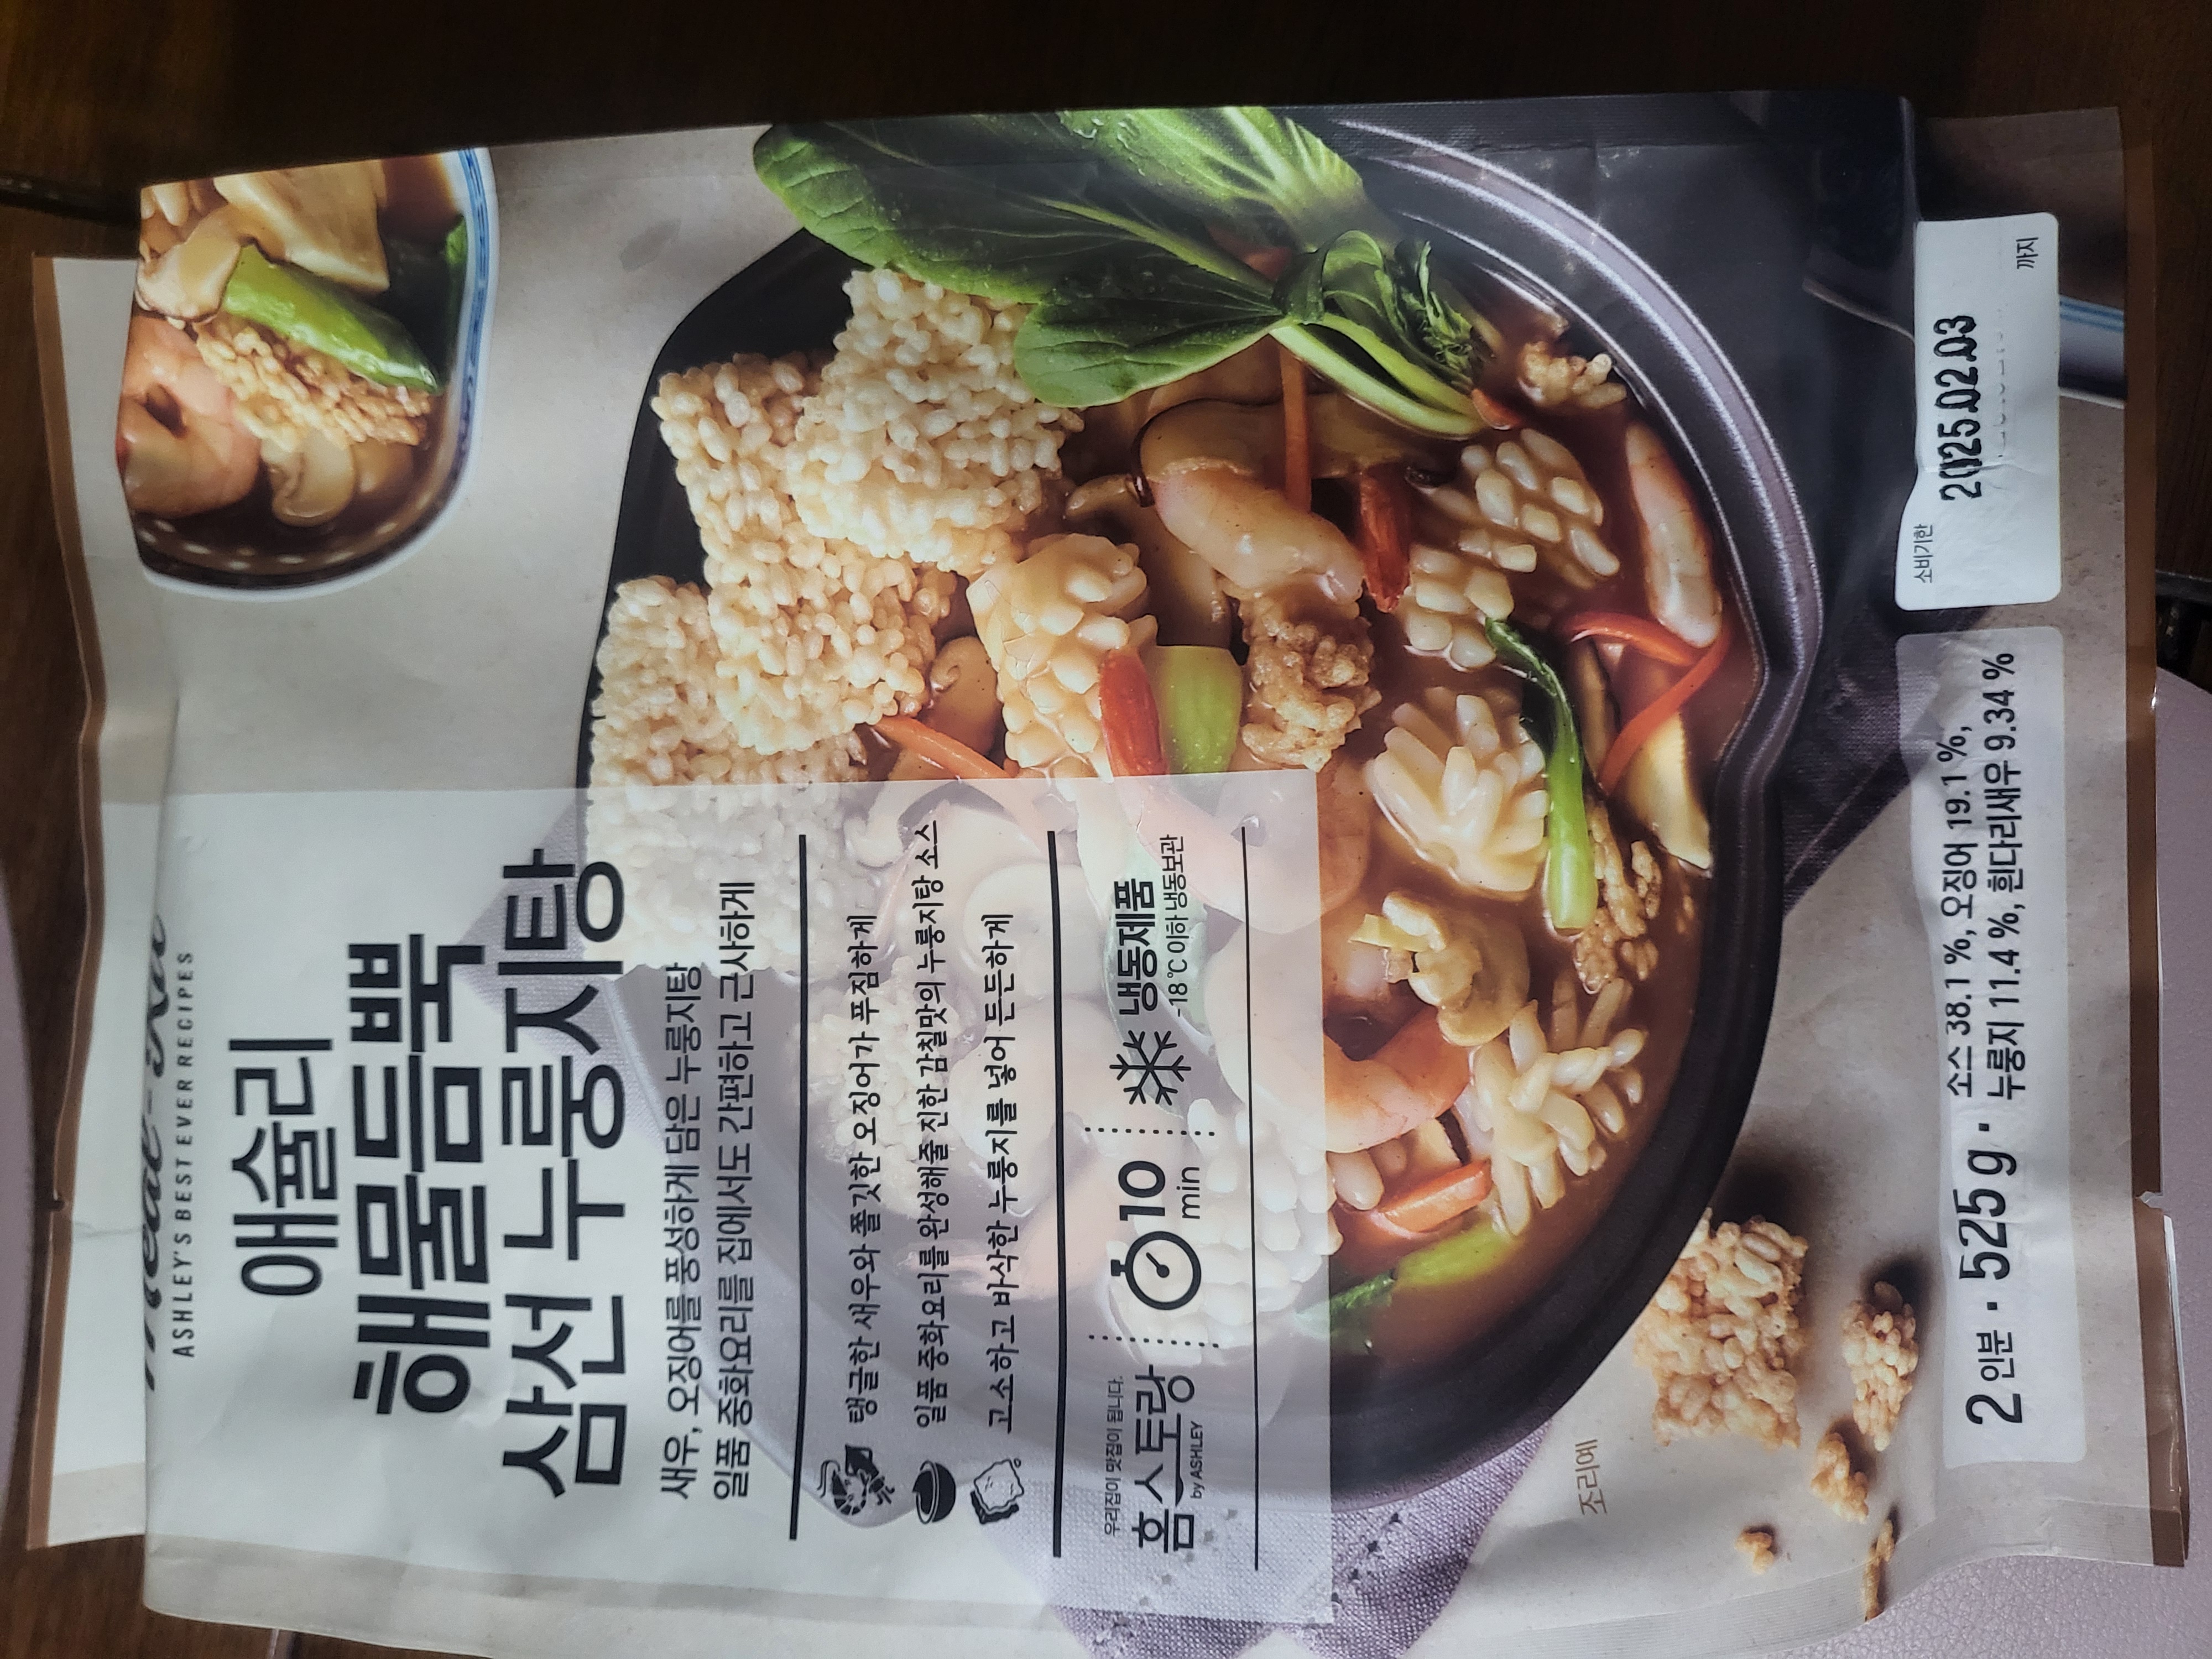 Meal-Kit
ASHLEY'S BEST EVER RECIPES
애슐리
해물듬뿍
삼선 누룽지탕
새우, 오징어를 풍성하게 담은 누룽지탕
일품 중화요리를 집에서도 간편하고 근사하게
탱글한 새우와 쫄깃한 오징어가 푸짐하게
일품 중화요리를 완성해줄 진한 감칠맛의 누룽지탕 소스
고소하고 바삭한 누룽지를 넣어 든든하게
우리집이 맛집이 됩니다.
홈스토랑
by ASHLEY
10
min
냉동제품
-18 ℃ 이하 냉동보관
조리예
2 인분 · 525 g ·
소스 38.1 %, 오징어 19.1 %,
누룽지 11.4 %, 흰다리새우 9.34 %
소비기한
2025.02.03
까지